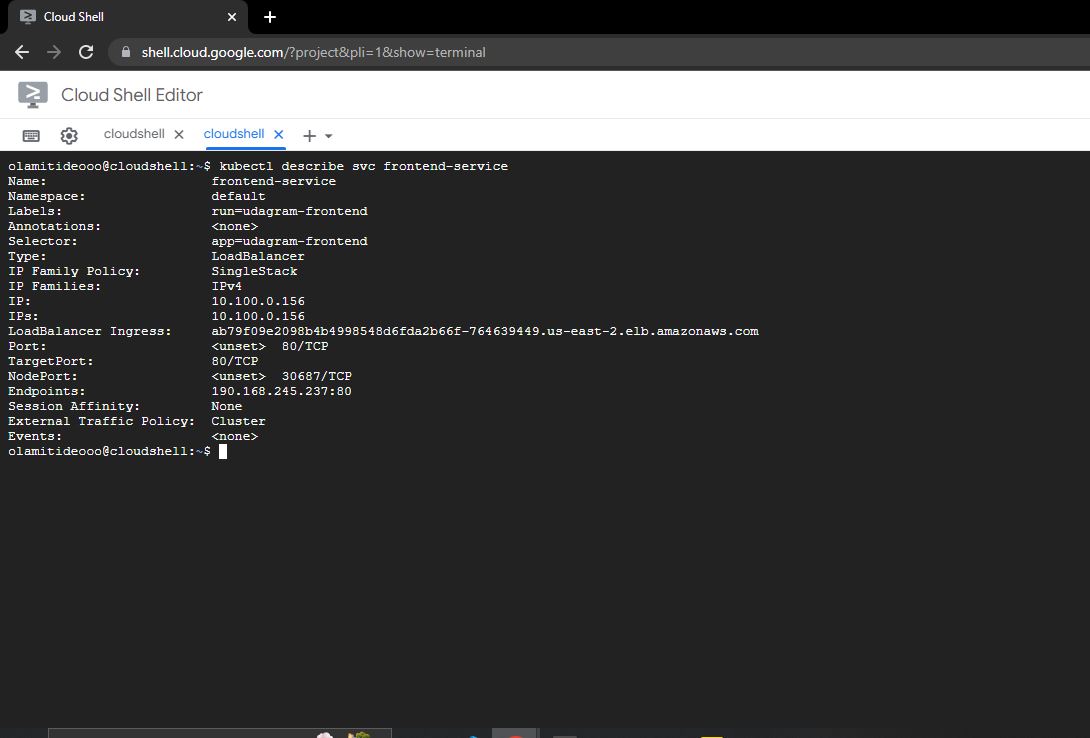 Cloud Shell
shell.cloud.google.com/?project&pli=1&show=terminal
Cloud Shell Editor
cloudshell cloudshell
olamitideooo@cloudshell:~$ kubectl describe svc frontend-service
Name: frontend-service
Namespace: default
Labels: run=udagram-frontend
Annotations: <none>
Selector: app=udagram-frontend
Type: LoadBalancer
IP Family Policy: SingleStack
IP Families: IPv4
IP: 10.100.0.156
IPs: 10.100.0.156
LoadBalancer Ingress: ab79f09e2098b4b4998548d6fda2b66f-764639449.us-east-2.elb.amazonaws.com
Port: <unset> 80/TCP
TargetPort: 80/TCP
NodePort: <unset> 30687/TCP
Endpoints: 190.168.245.237:80
Session Affinity: None
External Traffic Policy: Cluster
Events: <none>
olamitideooo@cloudshell:~$